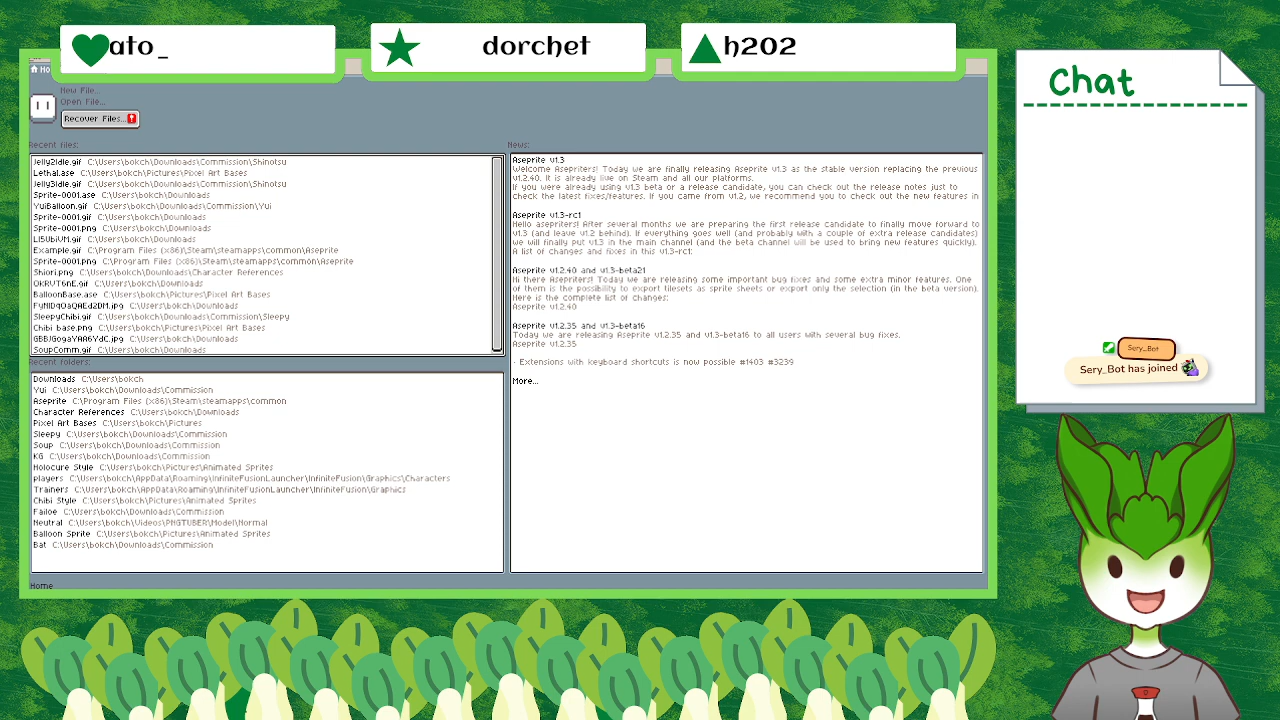 ato_
dorchet
h202
Ho
New File...
Open File...
Recover Files...
Recent files:
Jelly2Idle.gif C:\Users\bokch\Downloads\Commission\Shinotsu
Lethal.ase C:\Users\bokch\Pictures\Pixel Art Bases
Jelly3Idle.gif C:\Users\bokch\Downloads\Commission\Shinotsu
Sprite-0001.ase C:\Users\bokch\Downloads
YuiBalloon.gif C:\Users\bokch\Downloads\Commission\Yui
Sprite-0001.gif C:\Users\bokch\Downloads
Sprite-0001.png C:\Users\bokch\Downloads
C:\Users\bokch\Downloads
Example.gif C:\Program Files (x86)\Steam\steamapps\common\Aseprite
Sprite-0001.png C:\Program Files (x86)\Steam\steamapps\common\Aseprite
Shiori.png C:\Users\bokch\Downloads\Character References
OkRVT6nE.gif C:\Users\bokch\Downloads
BalloonBase.ase C:\Users\bokch\Pictures\Pixel Art Bases
C:\Users\bokch\Downloads
SleepyChibi.gif C:\Users\bokch\Downloads\Commission\Sleepy
Chibi base.png C:\Users\bokch\Pictures\Pixel Art Bases
C:\Users\bokch\Downloads
SoupComm.gif C:\Users\bokch\Downloads
Recent folders:
Downloads C:\Users\bokch
Yui C:\Users\bokch\Downloads\Commission
Aseprite C:\Program Files (x86)\Steam\steamapps\common
Character References C:\Users\bokch\Downloads
Pixel Art Bases C:\Users\bokch\Pictures
Sleepy C:\Users\bokch\Downloads\Commission
Soup C:\Users\bokch\Downloads\Commission
KG C:\Users\bokch\Downloads\Commission
Holocure Style C:\Users\bokch\Pictures\Animated Sprites
players C:\Users\bokch\AppData\Roaming\InfiniteFusionLauncher\InfiniteFusion\Graphics\Characters
Trainers C:\Users\bokch\AppData\Roaming\InfiniteFusionLauncher\InfiniteFusion\Graphics
Chibi Style C:\Users\bokch\Pictures\Animated Sprites
Failoe C:\Users\bokch\Downloads\Commission
Neutral C:\Users\bokch\Videos\PNGTUBER\Model\Normal
Balloon Sprite C:\Users\bokch\Pictures\Animated Sprites
Bat C:\Users\bokch\Downloads\Commission
Home
News:
Aseprite v1.3
Welcome Asepriters! Today we are finally releasing Aseprite v1.3 as the stable version replacing the previous
v1.2.40. It is already live on Steam and all our platforms.
If you were already using v1.3 beta or a release candidate, you can check out the release notes just to
check the latest fixes/features. If you came from v1.2, we recommend you to check out the new features in
Aseprite v1.3-rc1
Hello asepriters! After several months we are preparing the first release candidate to finally move forward to
v1.3 (and leave v1.2 behind). If everything goes well (and probably with a couple of extra release candidates)
we will finally put v1.3 in the main channel (and the beta channel will be used to bring new features quickly).
A list of changes and fixes in this v1.3-rc1:
Aseprite v1.2.40 and v1.3-beta21
Hi there Asepriters! Today we are releasing some important bug fixes and some extra minor features. One
of them is the possibility to export tilesets as sprite sheets or export only the selection (in the beta version).
Here is the complete list of changes:
Aseprite v1.2.40
Aseprite v1.2.35 and v1.3-beta16
Today we are releasing Aseprite v1.2.35 and v1.3-beta16 to all users with several bug fixes.
Aseprite v1.2.35
· Extensions with keyboard shortcuts is now possible #1403 #3239
More...
Chat
Sery_Bot
Sery_Bot has joined